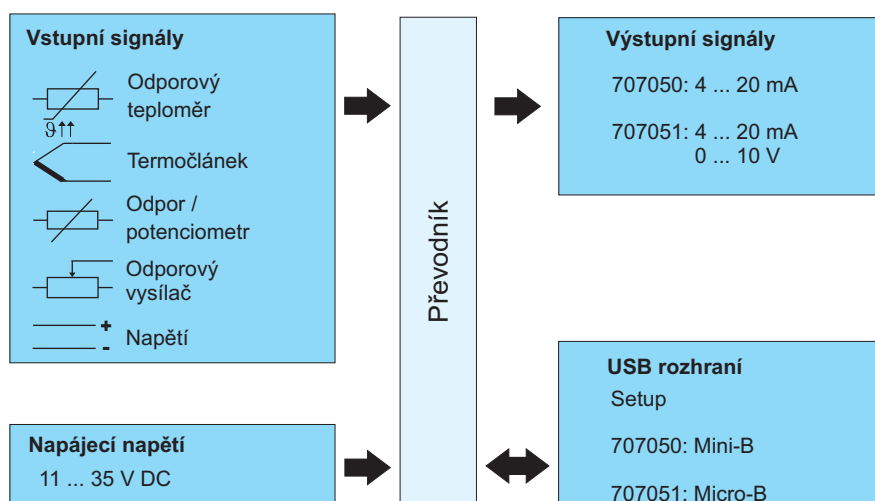 Vstupní signály
Odporový
teploměr
ϑ↑↑
Termočlánek
Odpor /
potenciometr
Odporový
vysílač
+
-
Napětí
Napájecí napětí
11 ... 35 V DC
Převodník
Výstupní signály
707050: 4 ... 20 mA
707051: 4 ... 20 mA
0 ... 10 V
USB rozhraní
Setup
707050: Mini-B
707051: Micro-B